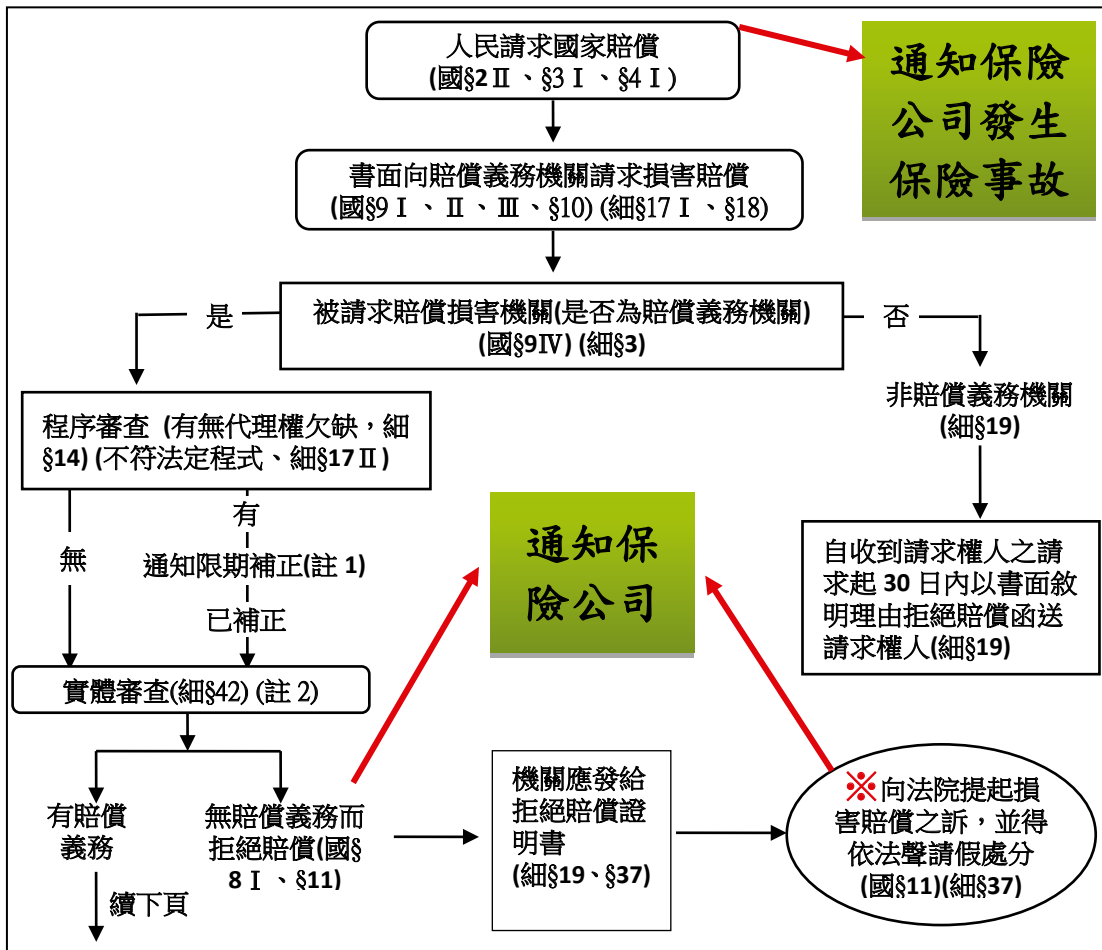 人民請求國家賠償
(國§2Ⅱ、§3Ⅰ、§4Ⅰ)
通知保險
公司發生
保險事故
書面向賠償義務機關請求損害賠償
(國§9Ⅰ、Ⅱ、Ⅲ、§10) (細§17Ⅰ、§18)
是
被請求賠償損害機關(是否為賠償義務機關)
(國§9Ⅳ) (細§3)
否
非賠償義務機關
(細§19)
程序審查 (有無代理權欠缺，細
§14) (不符法定程式、細§17Ⅱ)
無
有
通知限期補正(註 1)
已補正
通知保
險公司
自收到請求權人之請
求起 30 日內以書面敘
明理由拒絕賠償函送
請求權人(細§19)
實體審查(細§42) (註 2)
有賠償
義務
無賠償義務而
拒絕賠償(國§
8Ⅰ、§11)
機關應發給
拒絕賠償證
明書
(細§19、§37)
※向法院提起損
害賠償之訴，並得
依法聲請假處分
(國§11)(細§37)
續下頁